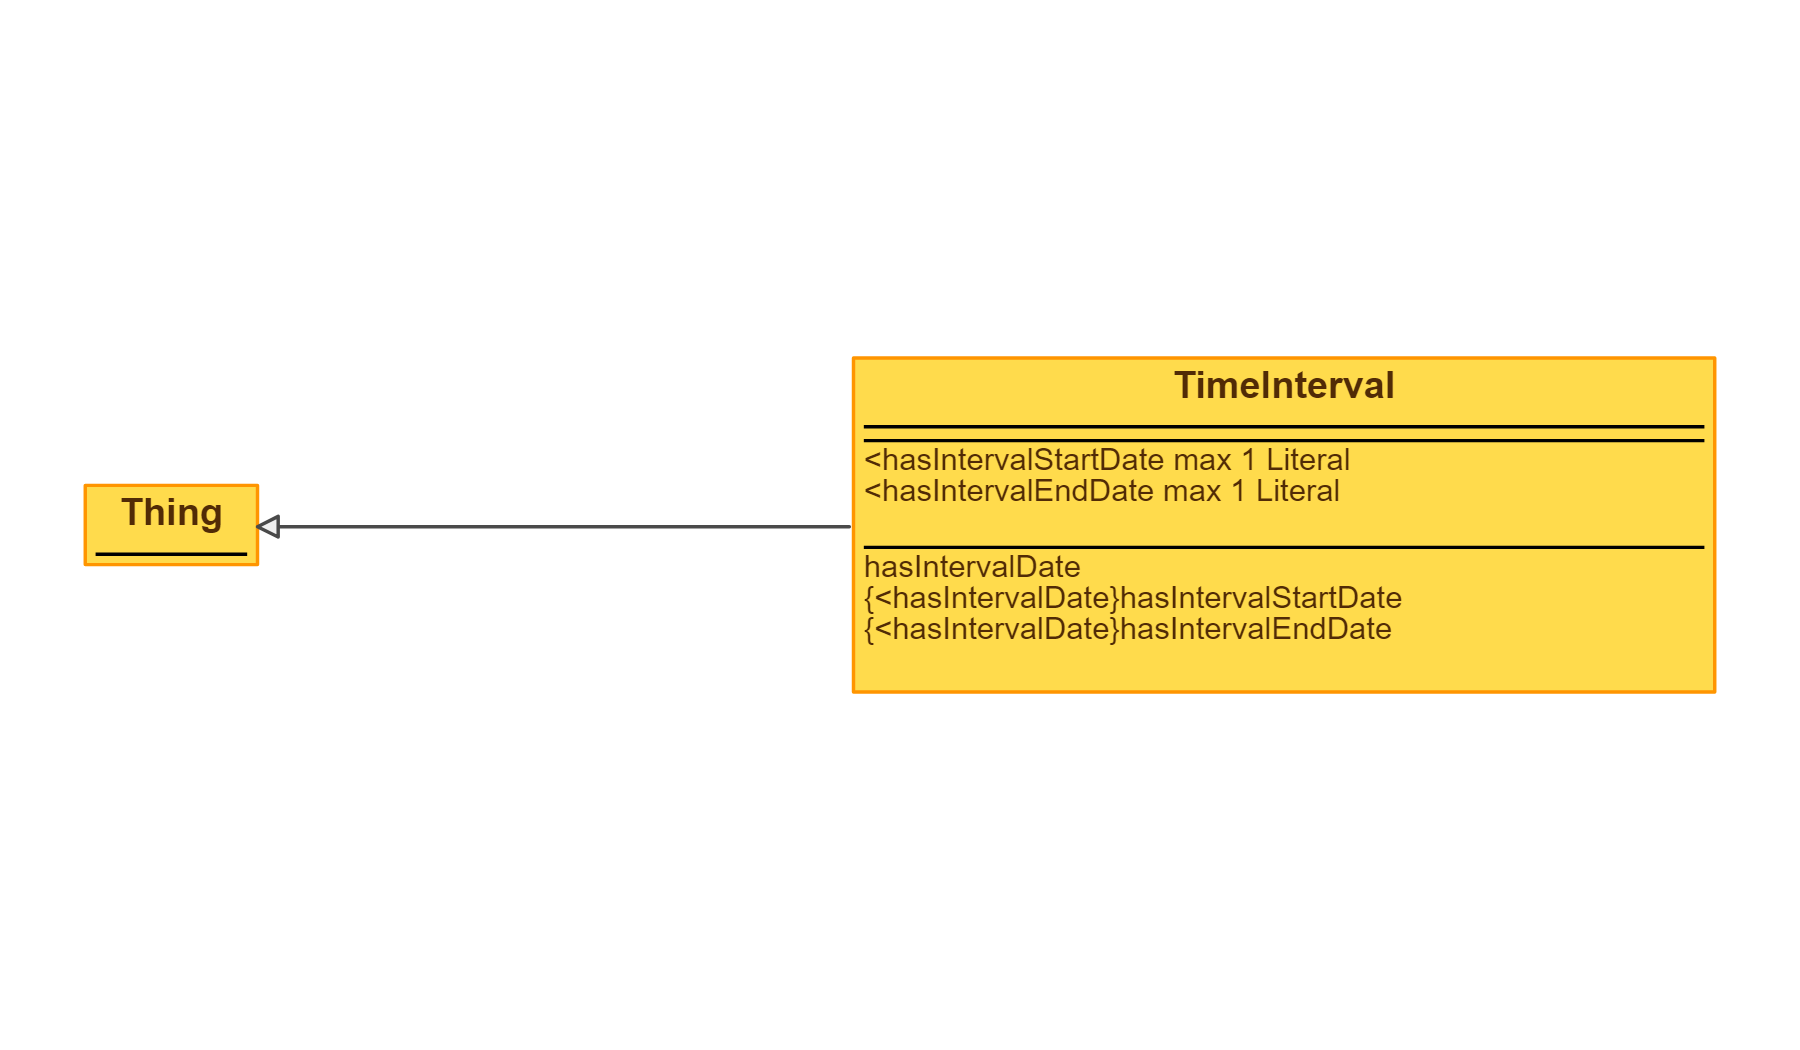 Thing
TimeInterval
<hasIntervalStartDate max 1 Literal
<hasIntervalEndDate max 1 Literal
hasIntervalDate
{<hasIntervalDate}hasIntervalStartDate
{<hasIntervalDate}hasIntervalEndDate